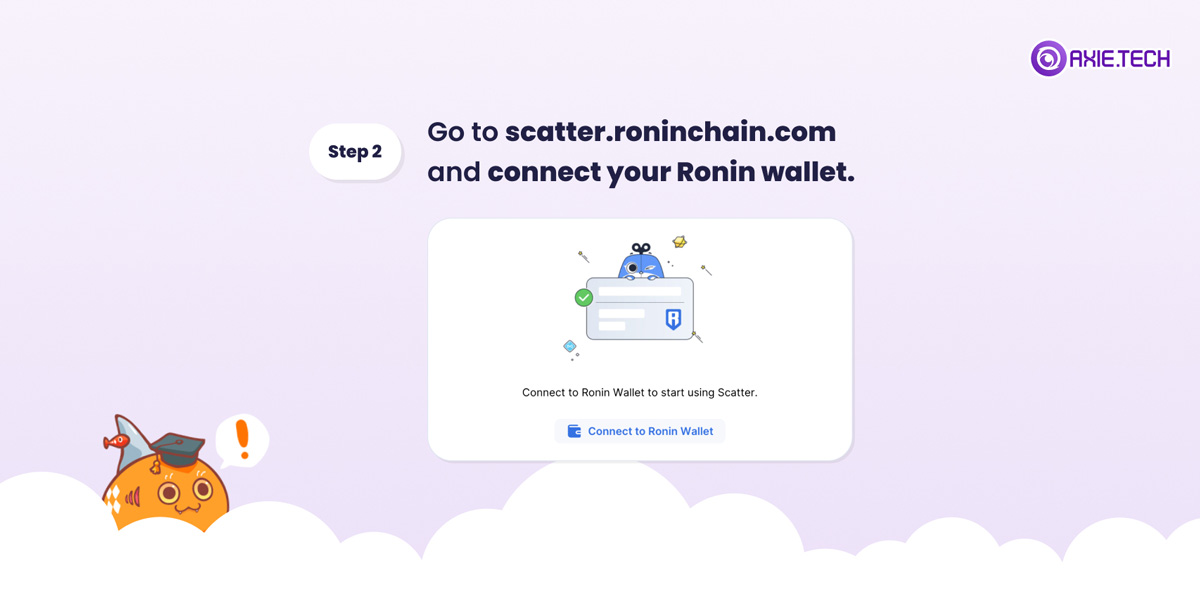 AXIE.TECH
Step 2
Go to scatter.roninchain.com
and connect your Ronin wallet.
Connect to Ronin Wallet to start using Scatter.
Connect to Ronin Wallet
!